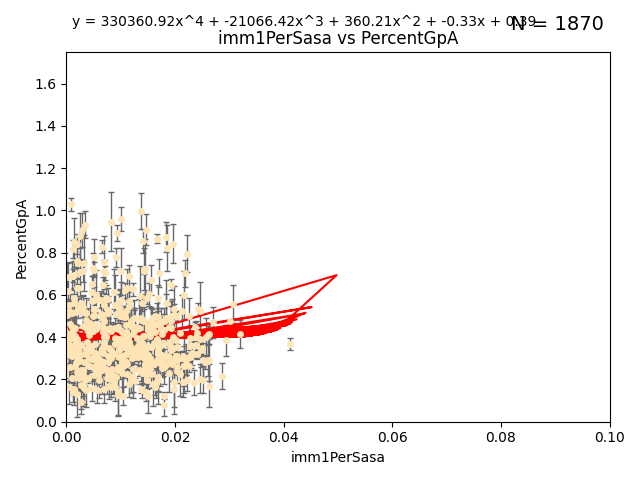 y = 330360.92x^4 + -21066.42x^3 + 360.21x^2 + -0.33x + 0.39
N = 1870
imm1PerSasa vs PercentGpA
1.6
1.4
1.2
1.0
0.8
0.6
0.4
0.2
0.0
PercentGpA
0.00 0.02 0.04 0.06 0.08 0.10
imm1PerSasa